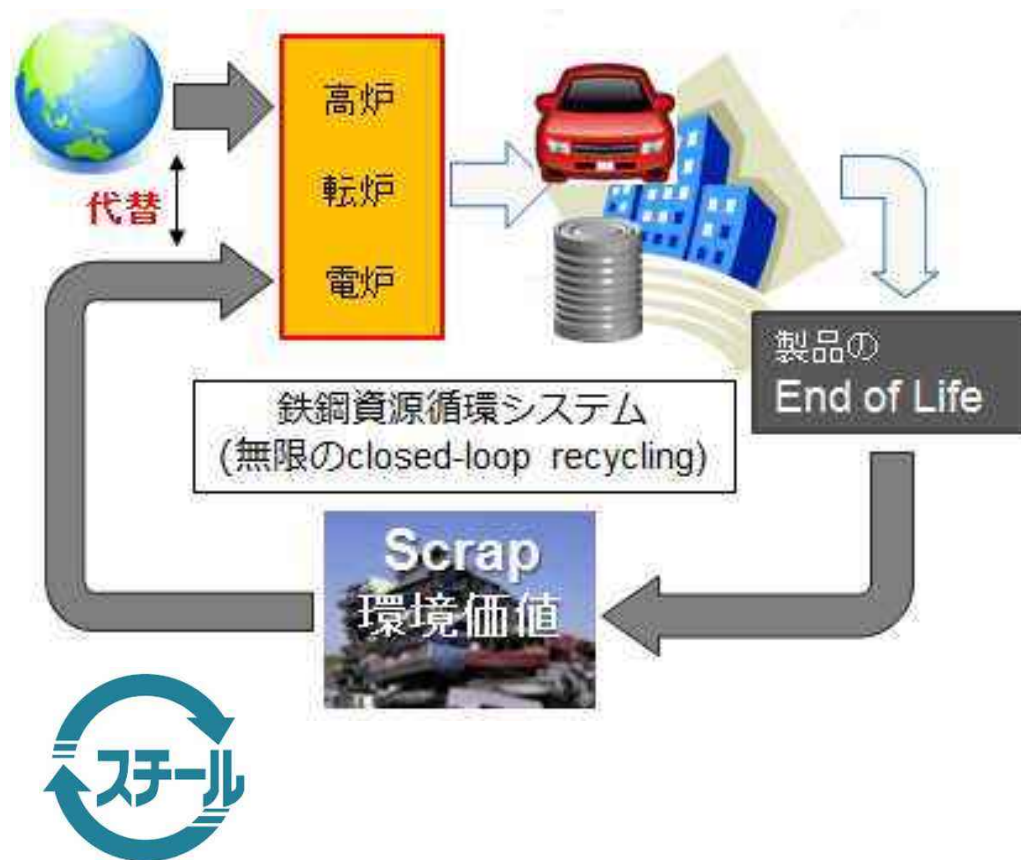 高炉
転炉
電炉
代替
製品の
End of Life
鉄鋼資源循環システム
(無限のclosed-loop recycling)
Scrap
環境価値
スチール